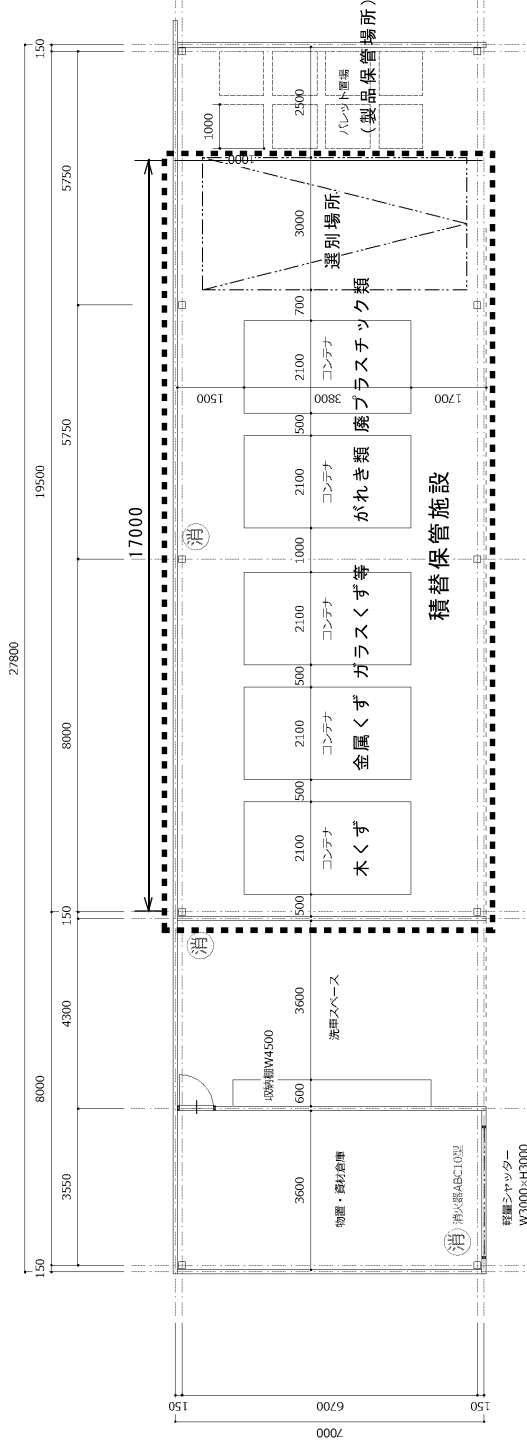 27800
150
8000
19500
150
3550
4300
150
8000
5750
5750
150
17000
3600
600
3600
500
2100
500
2100
500
2100
1000
2100
500
2100
700
3000
2500
1000
1000
1500
3800
1700
7000
150
6700
150
物置・資材倉庫
収納棚W4500
洗車スペース
消
消
消
消火器ABC10型
軽量シャッター
W3000×H3000
コンテナ
木くず
コンテナ
金属くず
コンテナ
ガラスくず等
コンテナ
がれき類
コンテナ
廃プラスチック類
選別場所
パレット置場
(製品保管場所)
積替保管施設